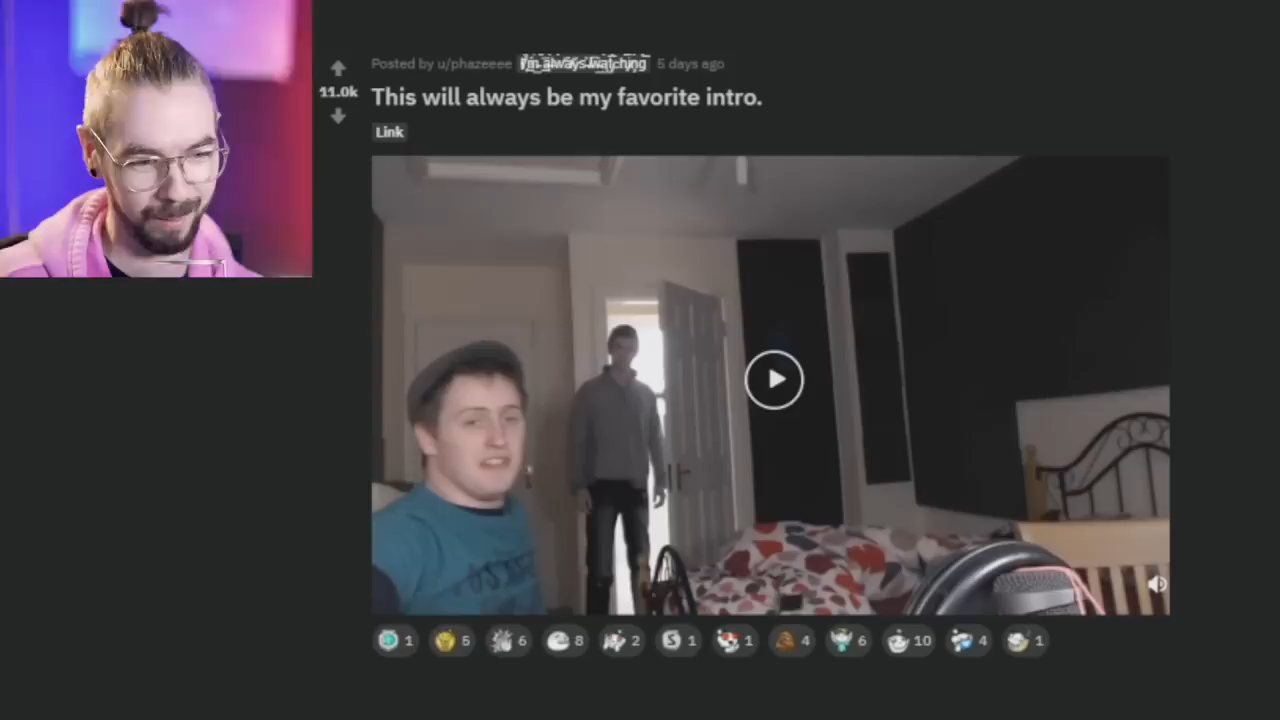 Posted by u/phazeeee I'm always watching 5 days ago
11.0k
This will always be my favorite intro.
Link
1 5 6 8 2 1 1 4 6 10 4 1